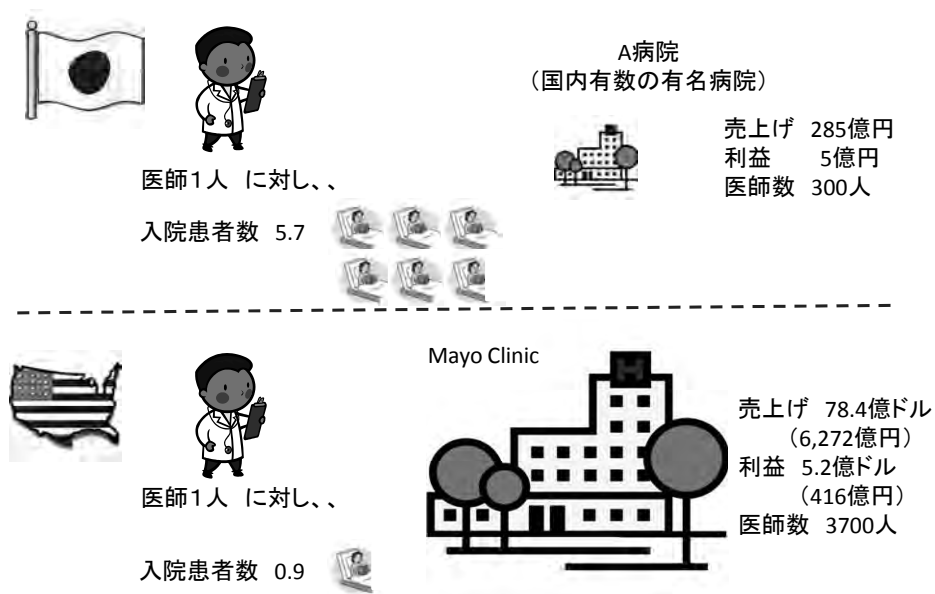 A病院
（国内有数の有名病院）
売上げ 285億円
利益 5億円
医師数 300人
医師１人 に対し、、
入院患者数 5.7
Mayo Clinic
売上げ 78.4億ドル
（6,272億円）
利益 5.2億ドル
（416億円）
医師数 3700人
医師１人 に対し、、
入院患者数 0.9
H